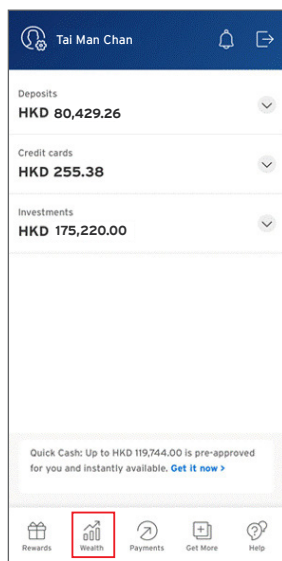 Tai Man Chan
Deposits
HKD 80,429.26
Credit cards
HKD 255.38
Investments
HKD 175,220.00
Quick Cash: Up to HKD 119,744.00 is pre-approved
for you and instantly available. Get it now >
Rewards Wealth Payments Get More Help